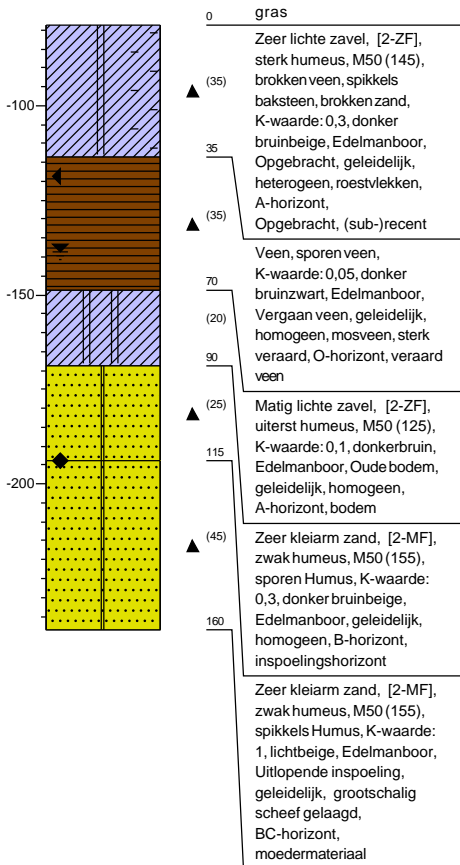 0 gras
Zeer lichte zavel, [2-ZF],
sterk humeus, M50 (145),
brokken veen, spikkels
baksteen, brokken zand,
K-waarde: 0,3, donker
bruinbeige, Edelmanboor,
Opgebracht, geleidelijk,
heterogeen, roestvlekken,
A-horizont,
Opgebracht, (sub-)recent
-100
(35)
35
(35)
Veen, sporen veen,
K-waarde: 0,05, donker
bruinzwart, Edelmanboor,
Vergaan veen, geleidelijk,
homogeen, mosveen, sterk
veraard, O-horizont, veraard
veen
70
-150
(20)
90
Matig lichte zavel, [2-ZF],
uiterst humeus, M50 (125),
K-waarde: 0,1, donkerbruin,
Edelmanboor, Oude bodem,
geleidelijk, homogeen,
A-horizont, bodem
(25)
115
-200
Zeer kleiarm zand, [2-MF],
zwak humeus, M50 (155),
sporen Humus, K-waarde:
0,3, donker bruinbeige,
Edelmanboor, geleidelijk,
homogeen, B-horizont,
inspoelingshorizont
(45)
160
Zeer kleiarm zand, [2-MF],
zwak humeus, M50 (155),
spikkels Humus, K-waarde:
1, lichtbeige, Edelmanboor,
Uitlopende inspoeling,
geleidelijk, grootschalig
scheef gelaagd,
BC-horizont,
moedermateriaal